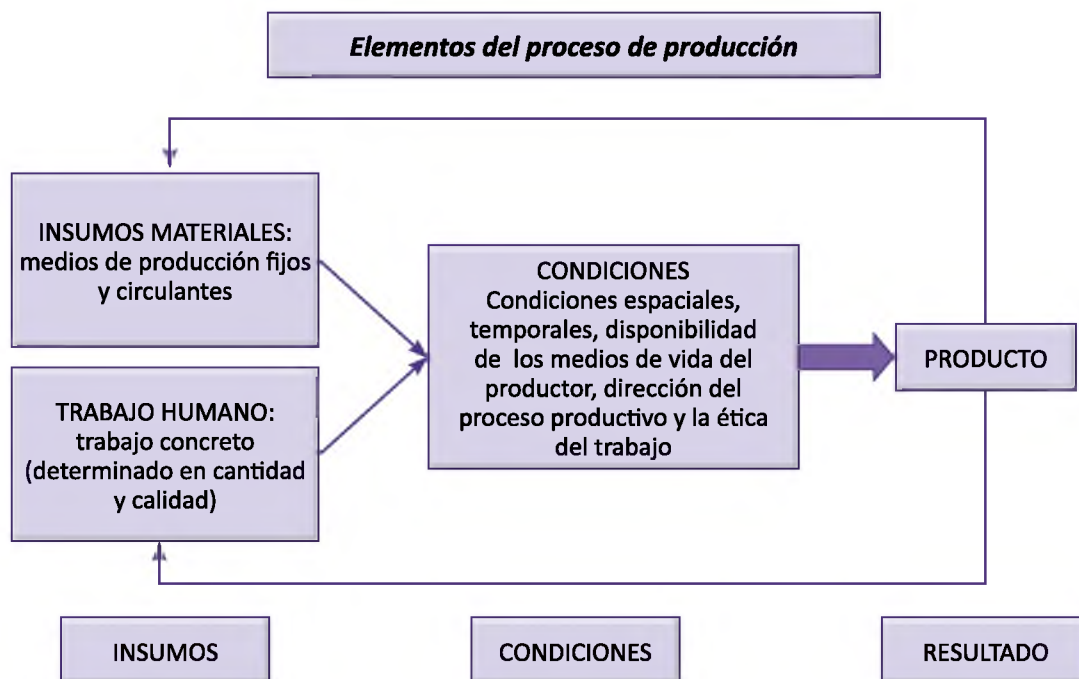 Elementos del proceso de producción
INSUMOS MATERIALES:
medios de producción fijos
y circulantes
TRABAJO HUMANO:
trabajo concreto
(determinado en cantidad
y calidad)
CONDICIONES
Condiciones espaciales,
temporales, disponibilidad
de los medios de vida del
productor, dirección del
proceso productivo y la ética
del trabajo
PRODUCTO
INSUMOS
CONDICIONES
RESULTADO